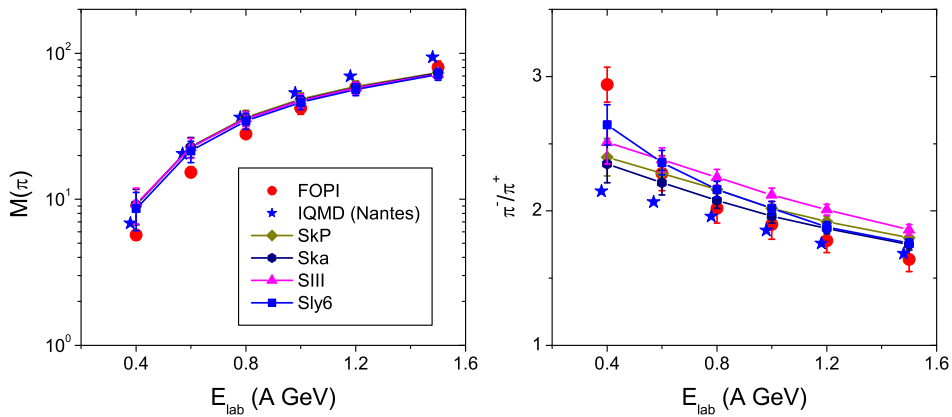 10²
10¹
10⁰
M(π)
FOPI
IQMD (Nantes)
SkP
Ska
SIII
Sly6
0.4 0.8 1.2 1.6
E_lab (A GeV)
3
2
1
π⁻/π⁺
0.4 0.8 1.2 1.6
E_lab (A GeV)